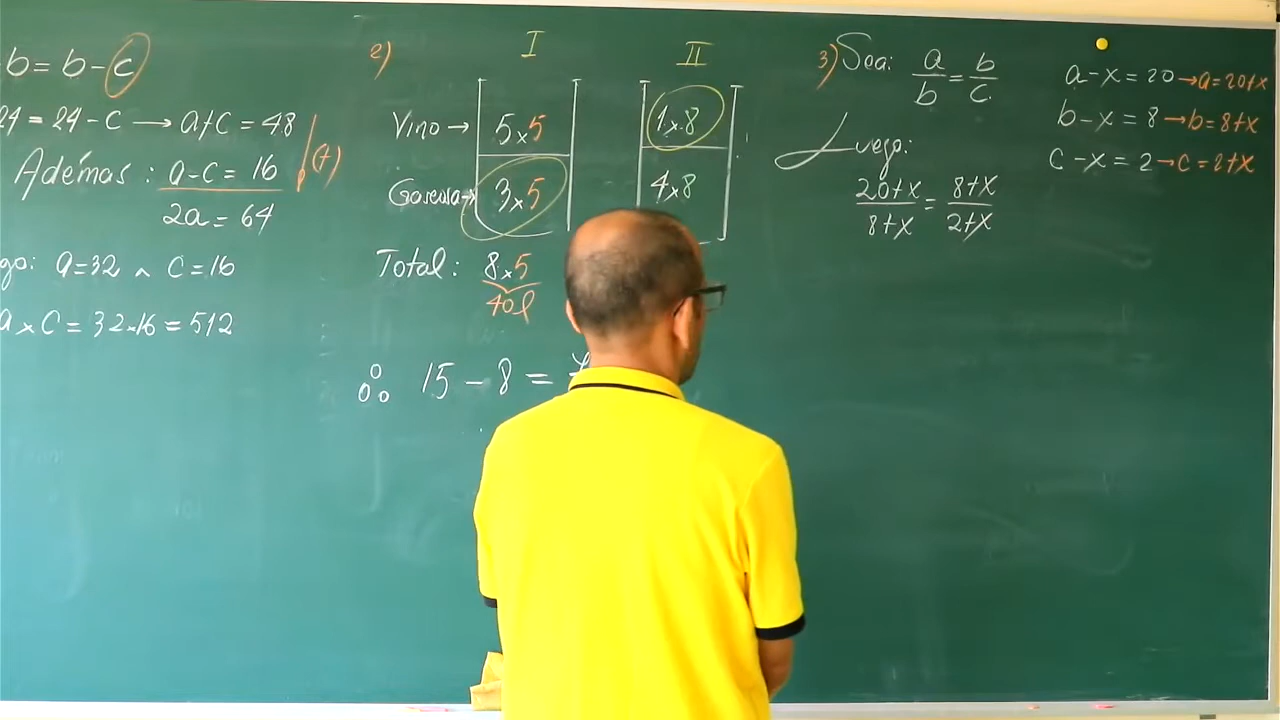 b = b - c
24 = 24 - c → a + c = 48
(+)
Además : a - c = 16
2a = 64
go: a = 32 ∧ c = 16
a x c = 32 x 16 = 512
2)
I II
Vino → 5 x 5 1 x 8
Gaseosa → 3 x 5 4 x 8
Total : 8 x 5
40l
∴ 15 - 8 =
3) Sea: a/b = b/c
a - x = 20 → a = 20 + x
b - x = 8 → b = 8 + x
c - x = 2 → c = 2 + x
Luego:
20 + x / 8 + x = 8 + x / 2 + x